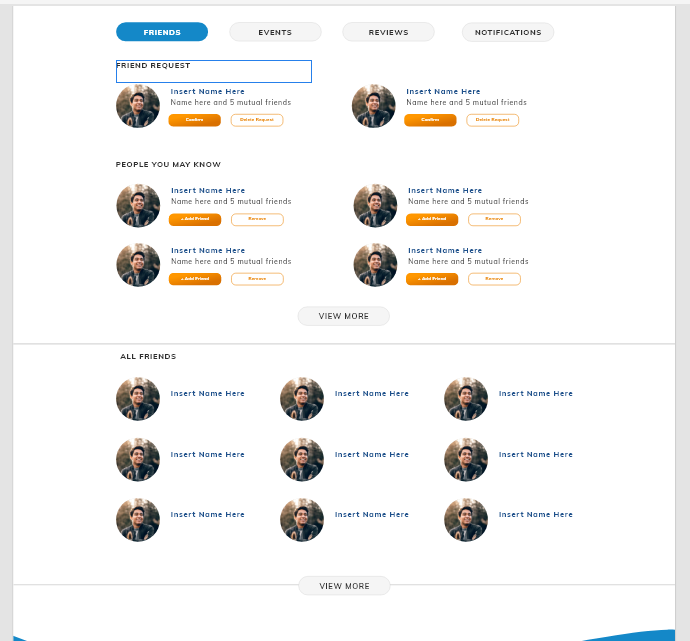 FRIENDS EVENTS REVIEWS NOTIFICATIONS
FRIEND REQUEST
Insert Name Here Insert Name Here
Name here and 5 mutual friends Name here and 5 mutual friends
Confirm Delete Request Confirm Delete Request
PEOPLE YOU MAY KNOW
Insert Name Here Insert Name Here
Name here and 5 mutual friends Name here and 5 mutual friends
+ Add Friend Remove + Add Friend Remove
Insert Name Here Insert Name Here
Name here and 5 mutual friends Name here and 5 mutual friends
+ Add Friend Remove + Add Friend Remove
VIEW MORE
ALL FRIENDS
Insert Name Here Insert Name Here Insert Name Here
Insert Name Here Insert Name Here Insert Name Here
Insert Name Here Insert Name Here Insert Name Here
VIEW MORE